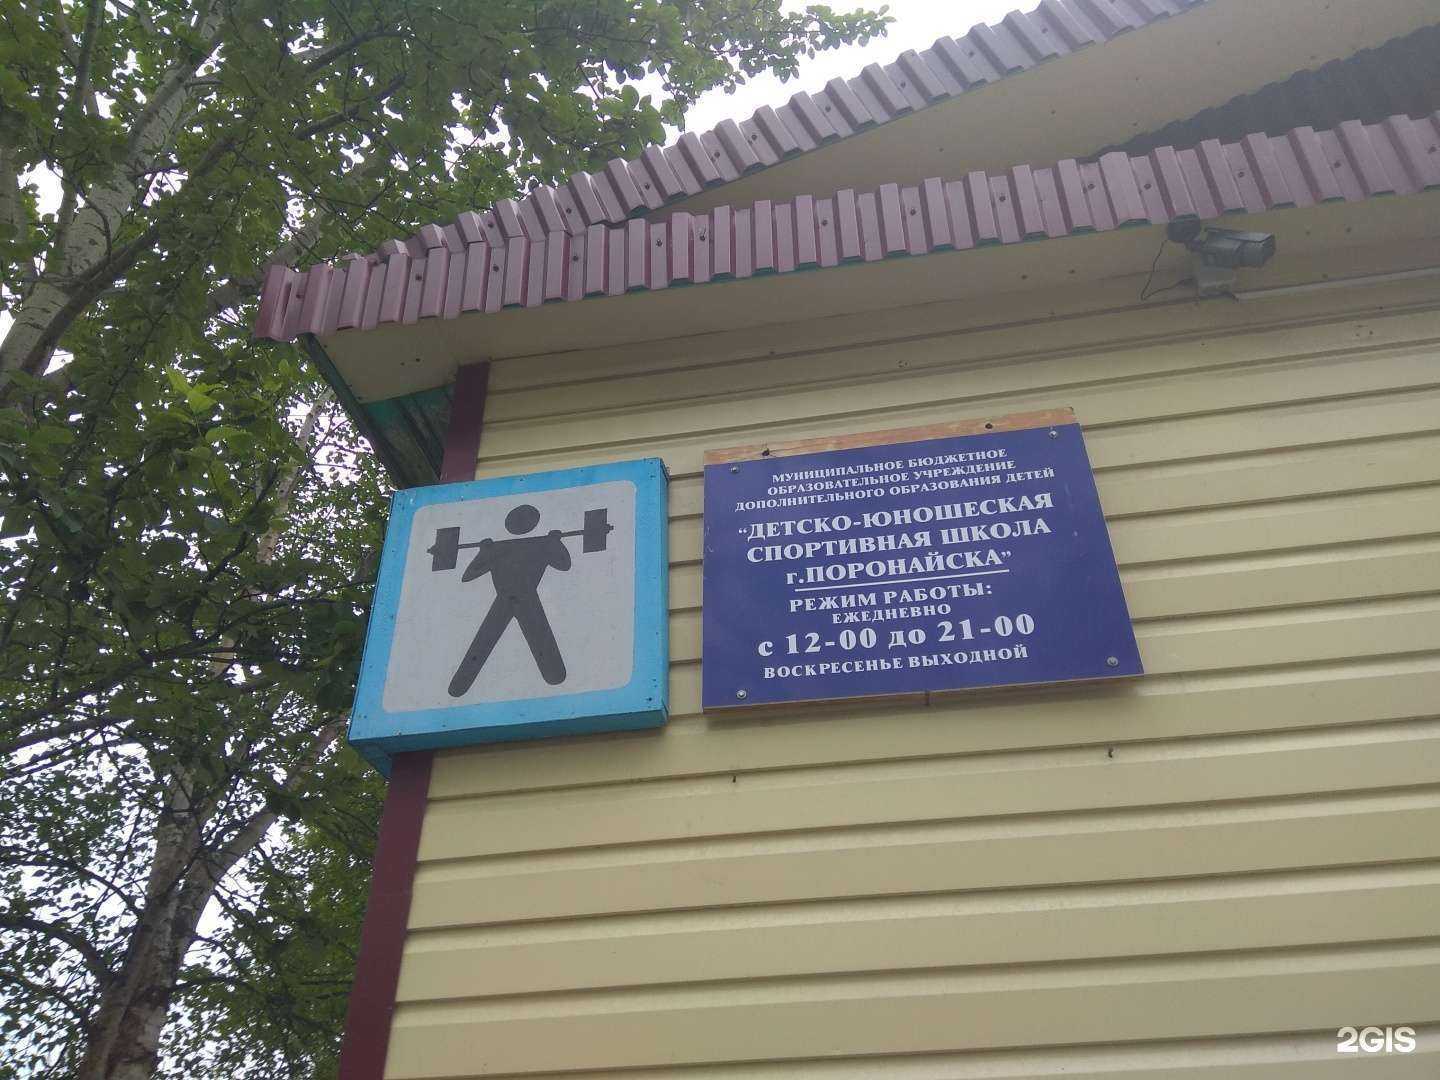 МУНИЦИПАЛЬНОЕ БЮДЖЕТНОЕ
ОБРАЗОВАТЕЛЬНОЕ УЧРЕЖДЕНИЕ
ДОПОЛНИТЕЛЬНОГО ОБРАЗОВАНИЯ ДЕТЕЙ
“ДЕТСКО-ЮНОШЕСКАЯ
СПОРТИВНАЯ ШКОЛА
г.ПОРОНАЙСКА”
РЕЖИМ РАБОТЫ:
ЕЖЕДНЕВНО
с 12-00 до 21-00
ВОСКРЕСЕНЬЕ ВЫХОДНОЙ
2GIS